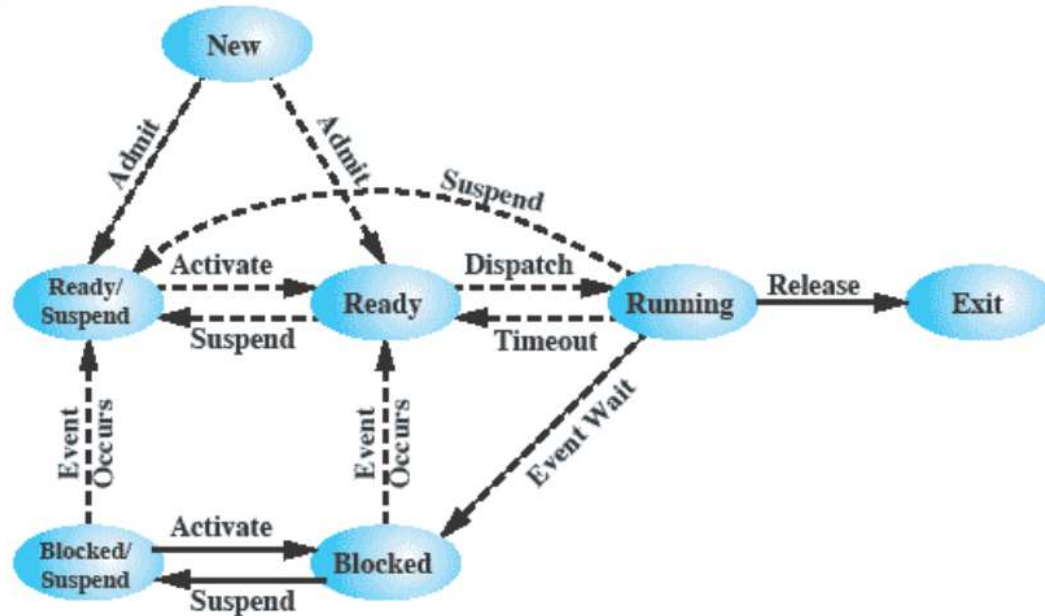 New
Admit
Admit
Suspend
Ready/
Suspend
Activate
Ready
Dispatch
Running
Release
Exit
Suspend
Timeout
Event
Occurs
Event
Occurs
Event Wait
Blocked/
Suspend
Activate
Blocked
Suspend